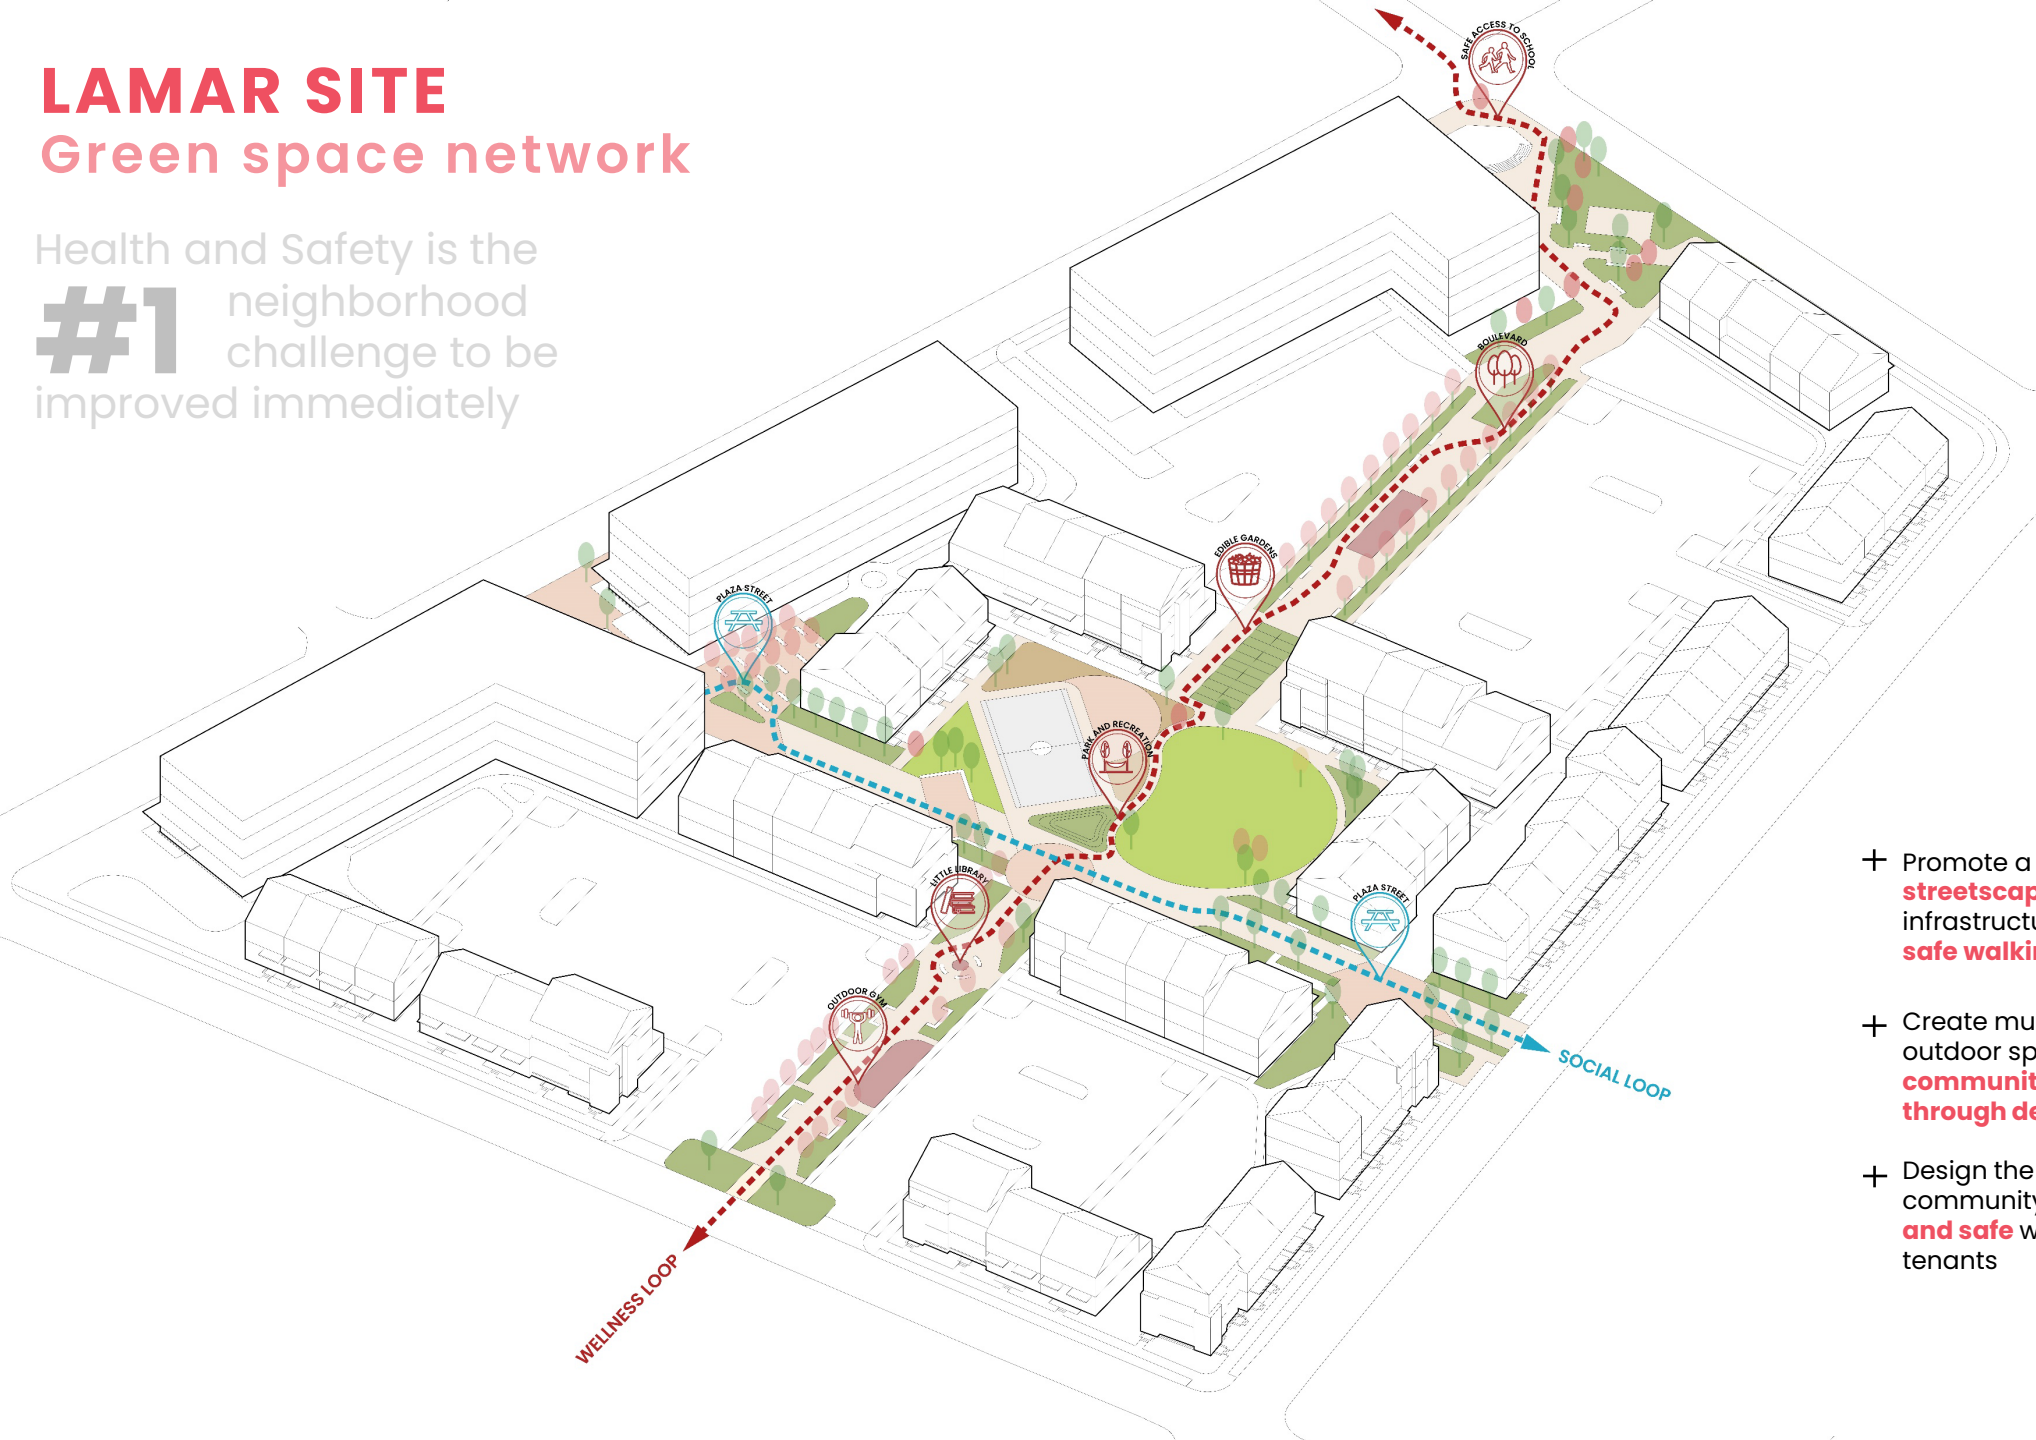 LAMAR SITE
Green space network
Health and Safety is the
#1 neighborhood
challenge to be
improved immediately
SAFE ACCESS TO SCHOOL
BOULEVARD
EDIBLE GARDENS
PLAZA STREET
PARK AND RECREATION
LITTLE LIBRARY
PLAZA STREET
OUTDOOR GYM
SOCIAL LOOP
WELLNESS LOOP
+ Promote a
streetscap
infrastructu
safe walki
+ Create mu
outdoor sp
communit
through de
+ Design the
community
and safe w
tenants